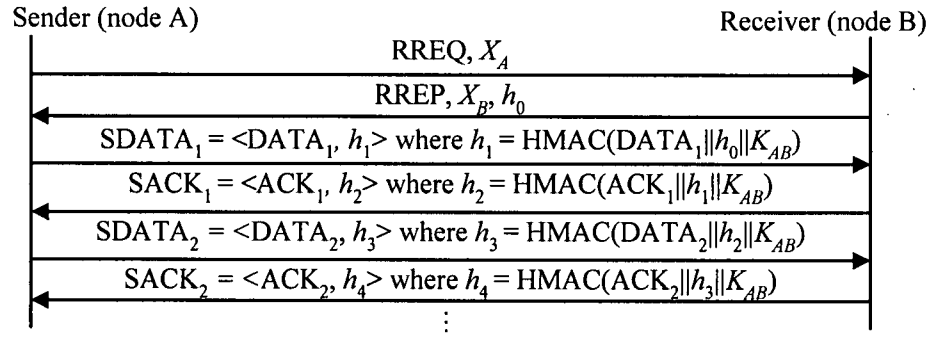 Sender (node A)
Receiver (node B)
RREQ, X_A
RREP, X_B, h_0
SDATA_1 = <DATA_1, h_1> where h_1 = HMAC(DATA_1||h_0||K_AB)
SACK_1 = <ACK_1, h_2> where h_2 = HMAC(ACK_1||h_1||K_AB)
SDATA_2 = <DATA_2, h_3> where h_3 = HMAC(DATA_2||h_2||K_AB)
SACK_2 = <ACK_2, h_4> where h_4 = HMAC(ACK_2||h_3||K_AB)
⋮